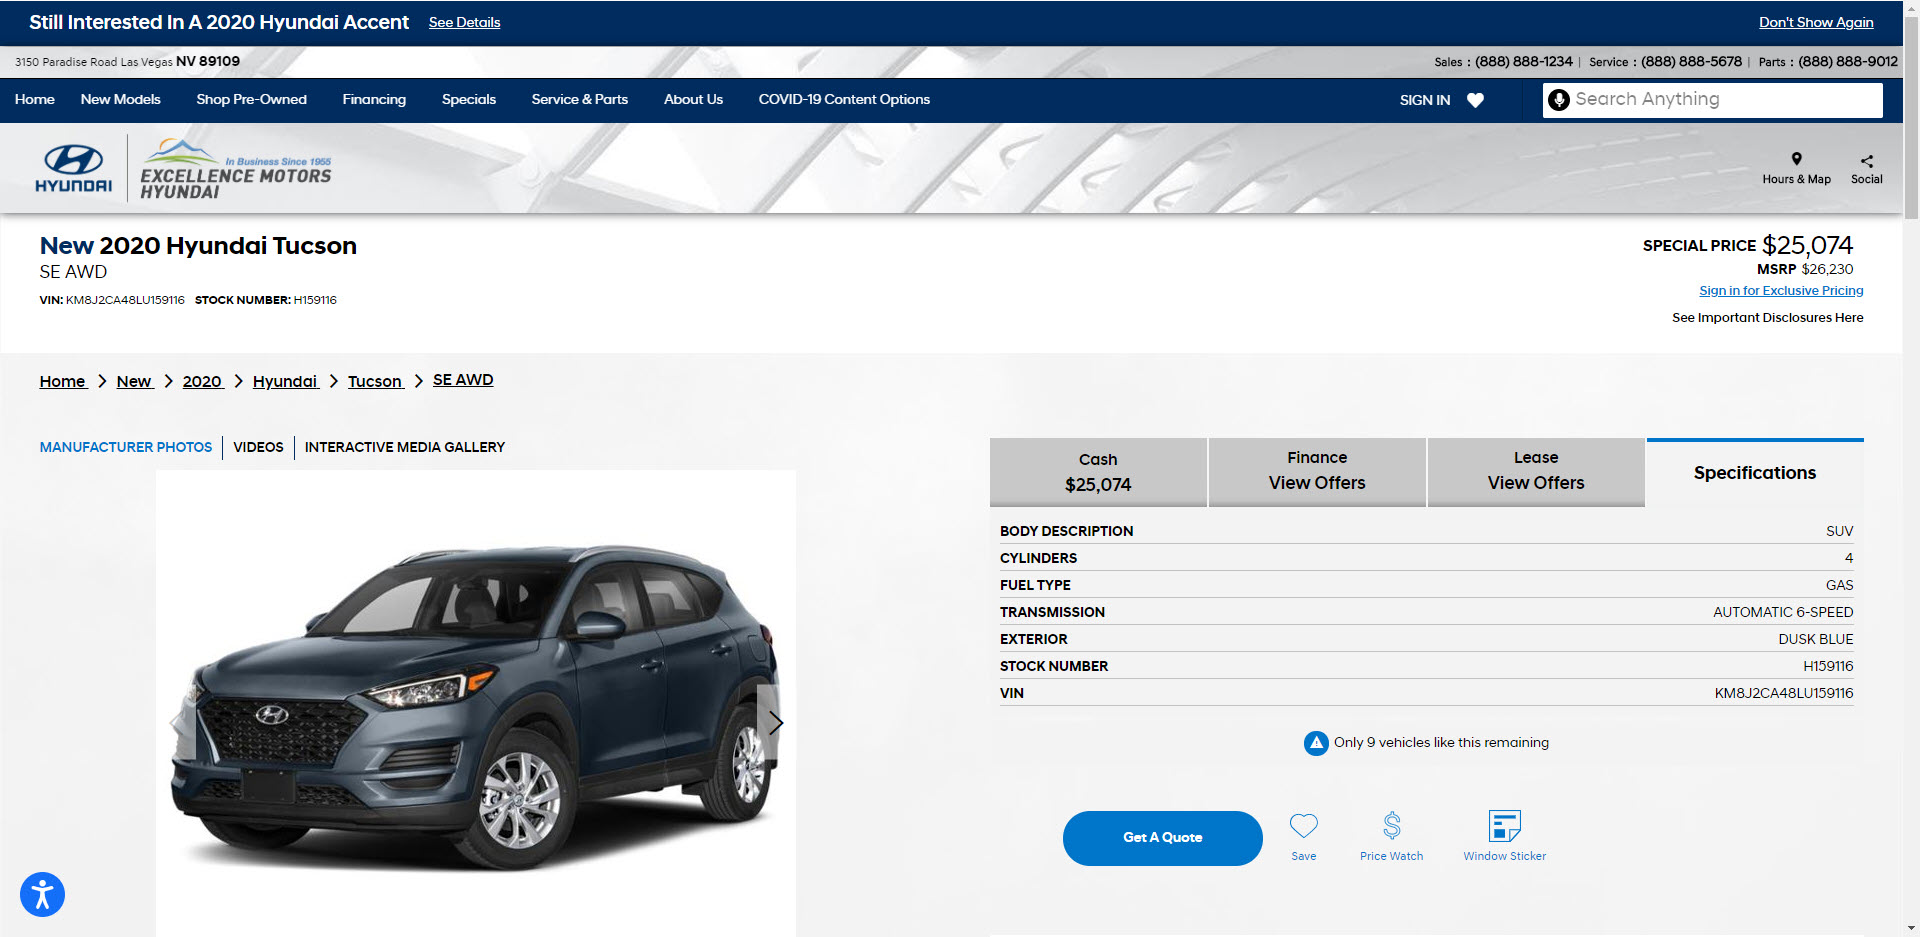 Still Interested In A 2020 Hyundai Accent See Details Don't Show Again
3150 Paradise Road Las Vegas NV 89109 Sales : (888) 888-1234 | Service : (888) 888-5678 | Parts : (888) 888-9012
Home New Models Shop Pre-Owned Financing Specials Service & Parts About Us COVID-19 Content Options SIGN IN Search Anything
HYUNDAI
In Business Since 1955
EXCELLENCE MOTORS
HYUNDAI
Hours & Map Social
New 2020 Hyundai Tucson
SE AWD
VIN: KM8J2CA48LU159116 STOCK NUMBER: H159116
SPECIAL PRICE $25,074
MSRP $26,230
Sign in for Exclusive Pricing
See Important Disclosures Here
Home New 2020 Hyundai Tucson SE AWD
MANUFACTURER PHOTOS VIDEOS INTERACTIVE MEDIA GALLERY
Cash
$25,074
Finance
View Offers
Lease
View Offers
Specifications
BODY DESCRIPTION SUV
CYLINDERS 4
FUEL TYPE GAS
TRANSMISSION AUTOMATIC 6-SPEED
EXTERIOR DUSK BLUE
STOCK NUMBER H159116
VIN KM8J2CA48LU159116
Only 9 vehicles like this remaining
Get A Quote
Save
Price Watch
Window Sticker